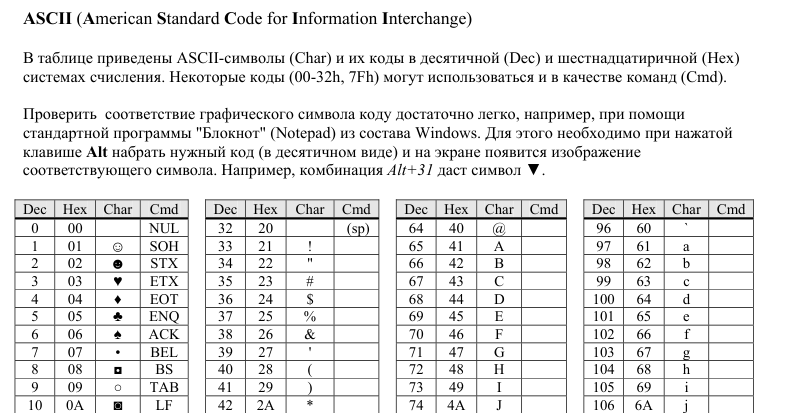 ASCII (American Standard Code for Information Interchange)
В таблице приведены ASCII-символы (Char) и их коды в десятичной (Dec) и шестнадцатиричной (Hex)
системах счисления. Некоторые коды (00-32h, 7Fh) могут использоваться и в качестве команд (Cmd).
Проверить соответствие графического символа коду достаточно легко, например, при помощи
стандартной программы "Блокнот" (Notepad) из состава Windows. Для этого необходимо при нажатой
клавише Alt набрать нужный код (в десятичном виде) и на экране появится изображение
соответствующего символа. Например, комбинация Alt+31 даст символ ▼.
Dec Hex Char Cmd Dec Hex Char Cmd Dec Hex Char Cmd Dec Hex Char Cmd
0 00 NUL 32 20 (sp) 64 40 @ 96 60 `
1 01 ☺ SOH 33 21 ! 65 41 A 97 61 a
2 02 ☻ STX 34 22 " 66 42 B 98 62 b
3 03 ♥ ETX 35 23 # 67 43 C 99 63 c
4 04 ♦ EOT 36 24 $ 68 44 D 100 64 d
5 05 ♣ ENQ 37 25 % 69 45 E 101 65 e
6 06 ♠ ACK 38 26 & 70 46 F 102 66 f
7 07 • BEL 39 27 ' 71 47 G 103 67 g
8 08 ◘ BS 40 28 ( 72 48 H 104 68 h
9 09 ○ TAB 41 29 ) 73 49 I 105 69 i
10 0A ◙ LF 42 2A * 74 4A J 106 6A j